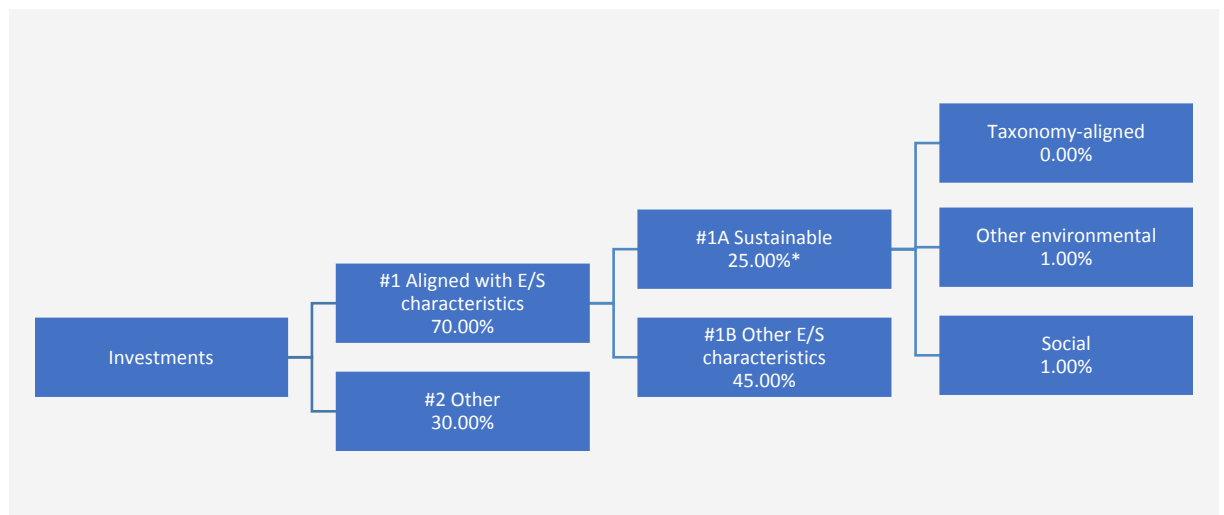 Investments
#1 Aligned with E/S
characteristics
70.00%
#2 Other
30.00%
#1A Sustainable
25.00%*
#1B Other E/S
characteristics
45.00%
Taxonomy-aligned
0.00%
Other environmental
1.00%
Social
1.00%